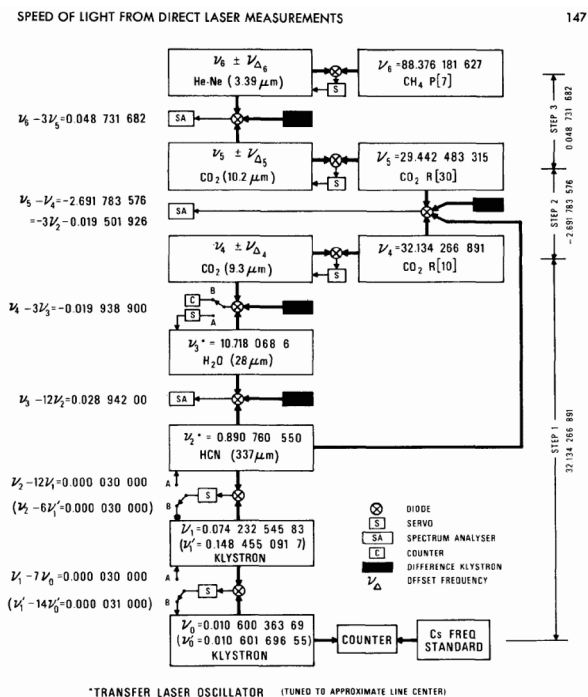 SPEED OF LIGHT FROM DIRECT LASER MEASUREMENTS
147
ν6 ± νΔ6
He-Ne (3.39 μm)
S
ν6 =88.376 181 627
CH4 P[7]
ν6 −3ν5=0.048 731 682
SA
STEP 3
0.048 731 682
ν5 ± νΔ5
CO2 (10.2 μm)
S
ν5=29.442 483 315
CO2 R[30]
ν5 −ν4=−2.691 783 576
=−3ν2−0.019 501 926
SA
STEP 2
−2.691 783 576
ν4 ± νΔ4
CO2 (9.3 μm)
S
ν4=32.134 266 891
CO2 R[10]
ν4 −3ν3=−0.019 938 900
C
B
S
A
ν3* = 10.718 068 6
H2O (28 μm)
ν3 −12ν2=0.028 942 00
SA
ν2* = 0.890 760 550
HCN (337μm)
STEP 1
32.134 266 891
ν2 −12ν1=0.000 030 000
(ν2 −6ν1′=0.000 030 000)
A
B
S
ν1=0.074 232 545 83
(ν1′= 0.148 455 091 7)
KLYSTRON
ν1 −7ν0=0.000 030 000
(ν1′ −14ν0′=0.000 031 000)
A
B
S
ν0=0.010 600 363 69
(ν0′=0.010 601 696 55)
KLYSTRON
COUNTER
Cs FREQ
STANDARD
DIODE
S SERVO
SA SPECTRUM ANALYSER
C COUNTER
DIFFERENCE KLYSTRON
νΔ OFFSET FREQUENCY
*TRANSFER LASER OSCILLATOR (TUNED TO APPROXIMATE LINE CENTER)